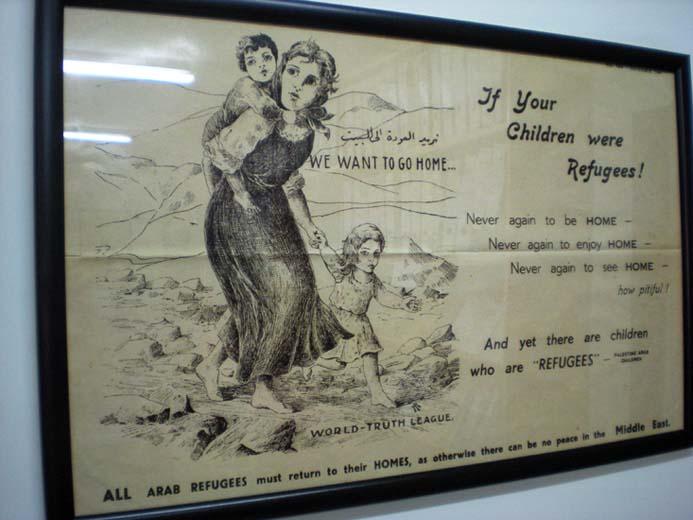 نريد العودة الى البيت
WE WANT TO GO HOME...
WORLD-TRUTH LEAGUE.
If Your
Children were
Refugees!
Never again to be HOME —
Never again to enjoy HOME —
Never again to see HOME —
how pitiful!
And yet there are children
who are "REFUGEES" — PALESTINE ARAB
CHILDREN
ALL ARAB REFUGEES must return to their HOMES, as otherwise there can be no peace in the Middle East.